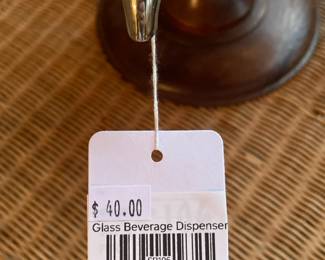 $ 40.00
Glass Beverage Dispenser